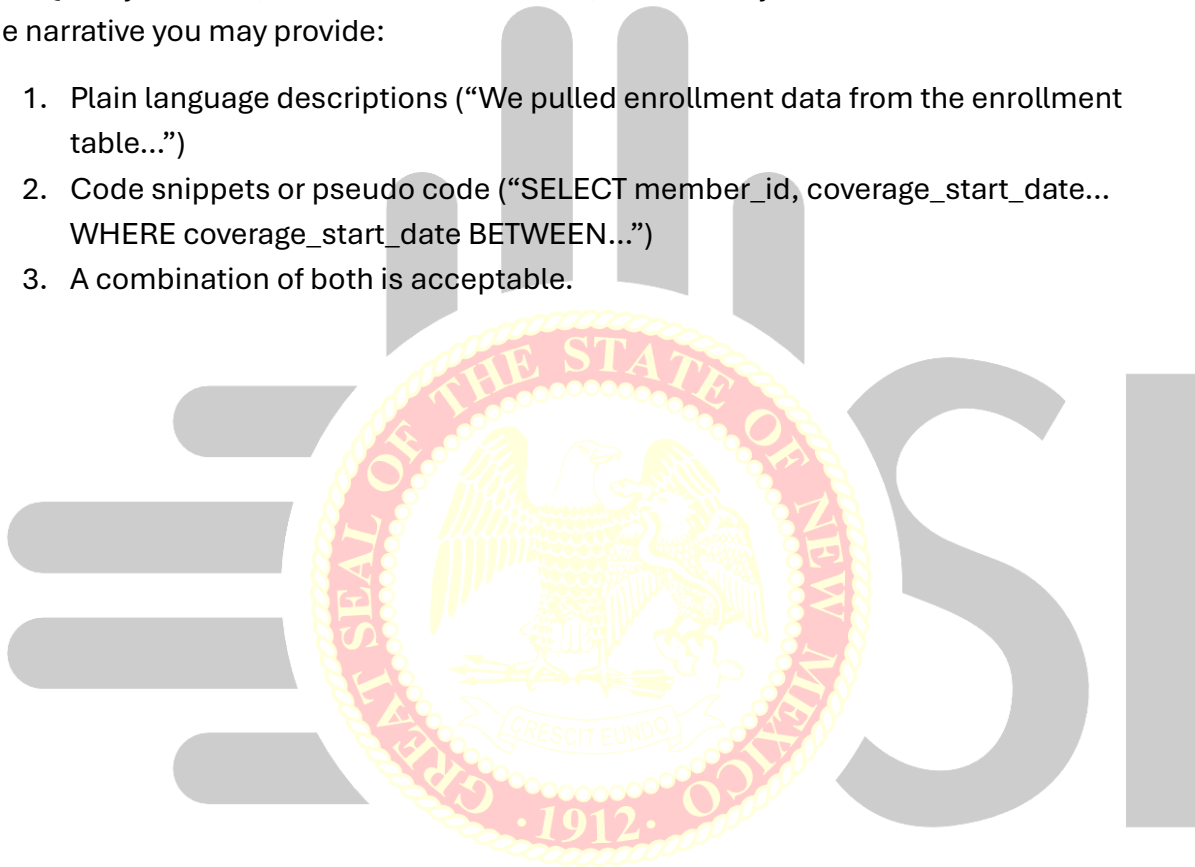 e narrative you may provide:
1. Plain language descriptions (“We pulled enrollment data from the enrollment
table...”)
2. Code snippets or pseudo code (“SELECT member_id, coverage_start_date...
WHERE coverage_start_date BETWEEN...”)
3. A combination of both is acceptable.
GREAT SEAL OF THE STATE OF NEW MEXICO
CRESCIT EUNDO
· 1912 ·
SI